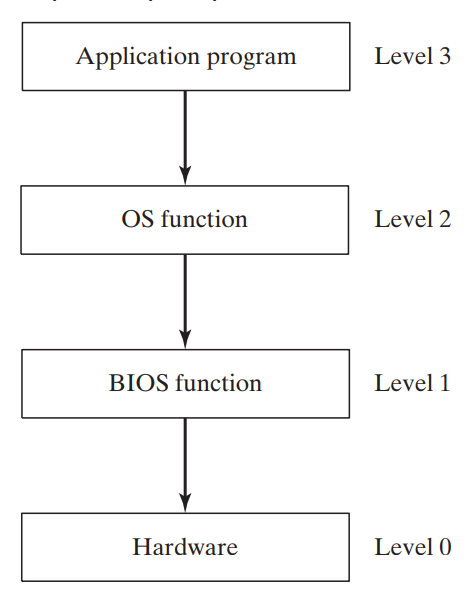 Application program Level 3
OS function Level 2
BIOS function Level 1
Hardware Level 0